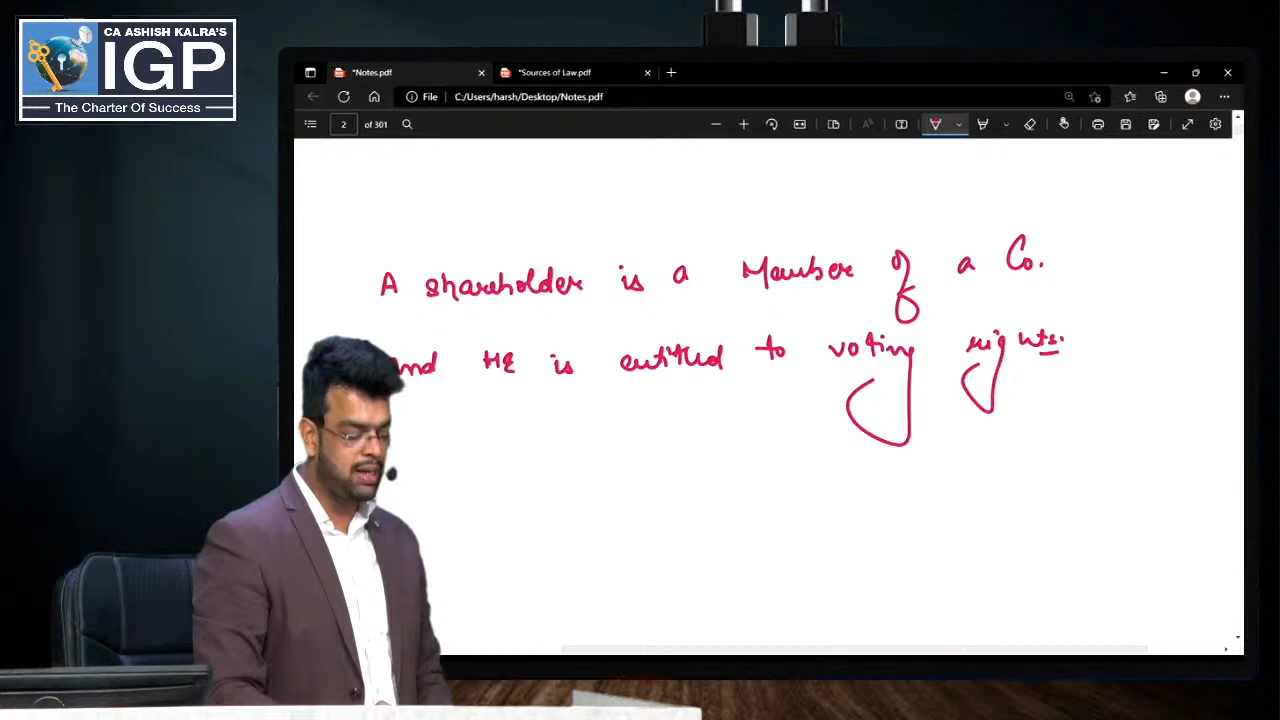 CA ASHISH KALRA'S
IGP
The Charter Of Success
*Notes.pdf
*Sources of Law.pdf
File C:/Users/harsh/Desktop/Notes.pdf
2 of 301
A shareholder is a Member of a Co.
and HE is entitled to voting rights.